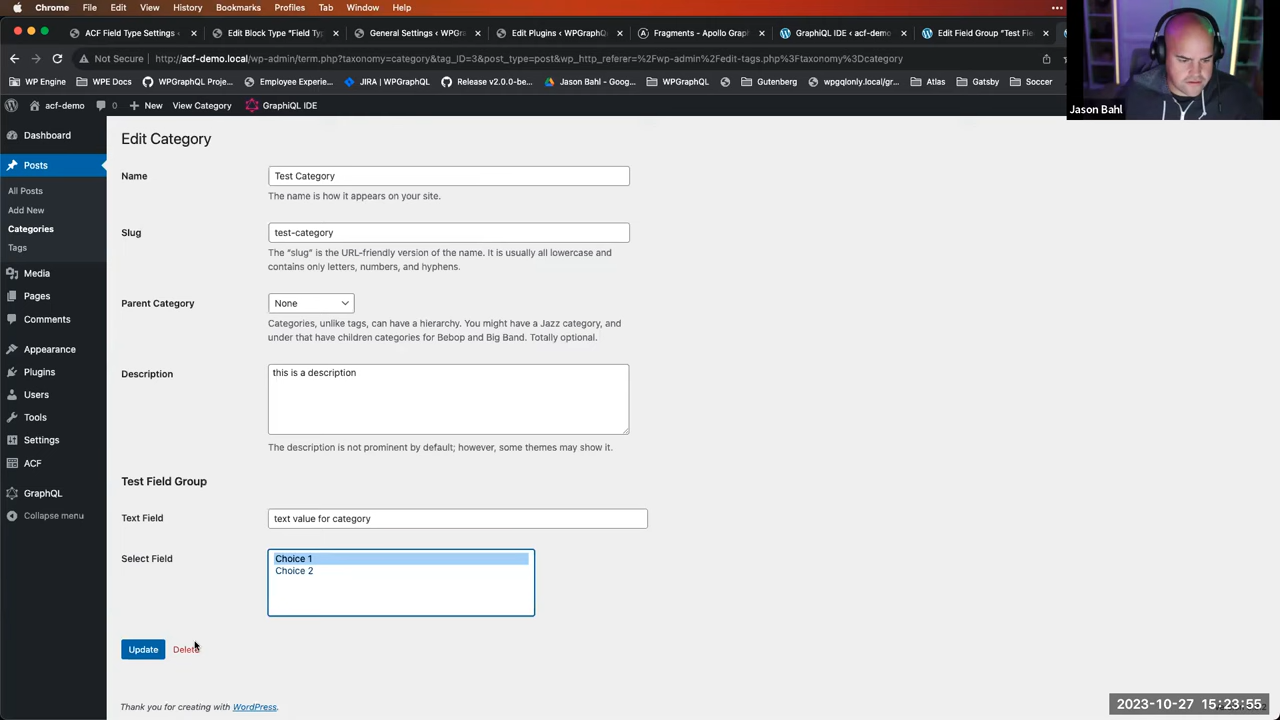 Chrome File Edit View History Bookmarks Profiles Tab Window Help
ACF Field Type Settings
Edit Block Type "Field Ty
General Settings ‹ WPGra
Edit Plugins ‹ WPGraphQ
Fragments - Apollo Graph
GraphiQL IDE ‹ acf-demo
Edit Field Group "Test Fie
Not Secure http://acf-demo.local/wp-admin/term.php?taxonomy=category&tag_ID=3&post_type=post&wp_http_referer=%2Fwp-admin%2Fedit-tags.php%3Ftaxonomy%3Dcategory
WP Engine WPE Docs WPGraphQL Proje... Employee Experie... JIRA | WPGraphQL Release v2.0.0-be... Jason Bahl - Goog... Gutenberg wpgqlonly.local/gr... Atlas Gatsby Soccer
Jason Bahl
acf-demo 0 New View Category GraphiQL IDE
Dashboard
Posts
All Posts
Add New
Categories
Tags
Media
Pages
Comments
Appearance
Plugins
Users
Tools
Settings
ACF
GraphQL
Collapse menu
Edit Category
Name
Test Category
The name is how it appears on your site.
Slug
test-category
The “slug” is the URL-friendly version of the name. It is usually all lowercase and
contains only letters, numbers, and hyphens.
Parent Category
None
Categories, unlike tags, can have a hierarchy. You might have a Jazz category, and
under that have children categories for Bebop and Big Band. Totally optional.
Description
this is a description
The description is not prominent by default; however, some themes may show it.
Test Field Group
Text Field
text value for category
Select Field
Choice 1
Choice 2
Update Delete
Thank you for creating with WordPress.
2023-10-27 15:23:55